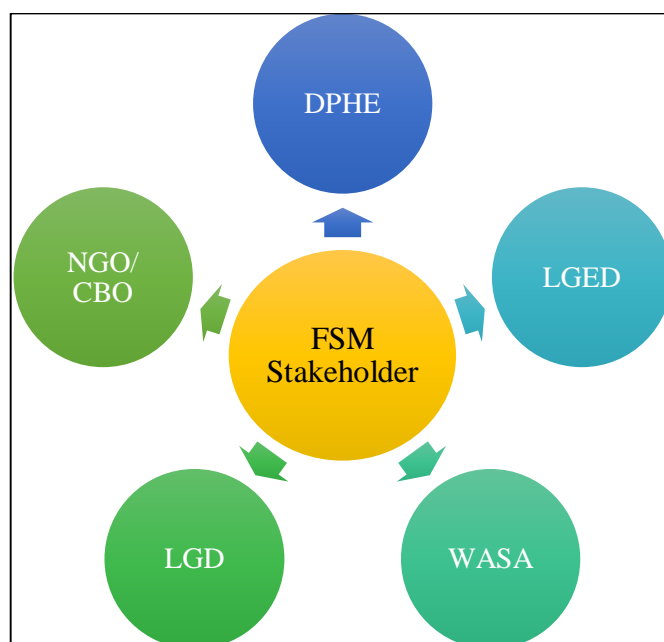 DPHE
NGO/
CBO
LGED
FSM
Stakeholder
LGD
WASA